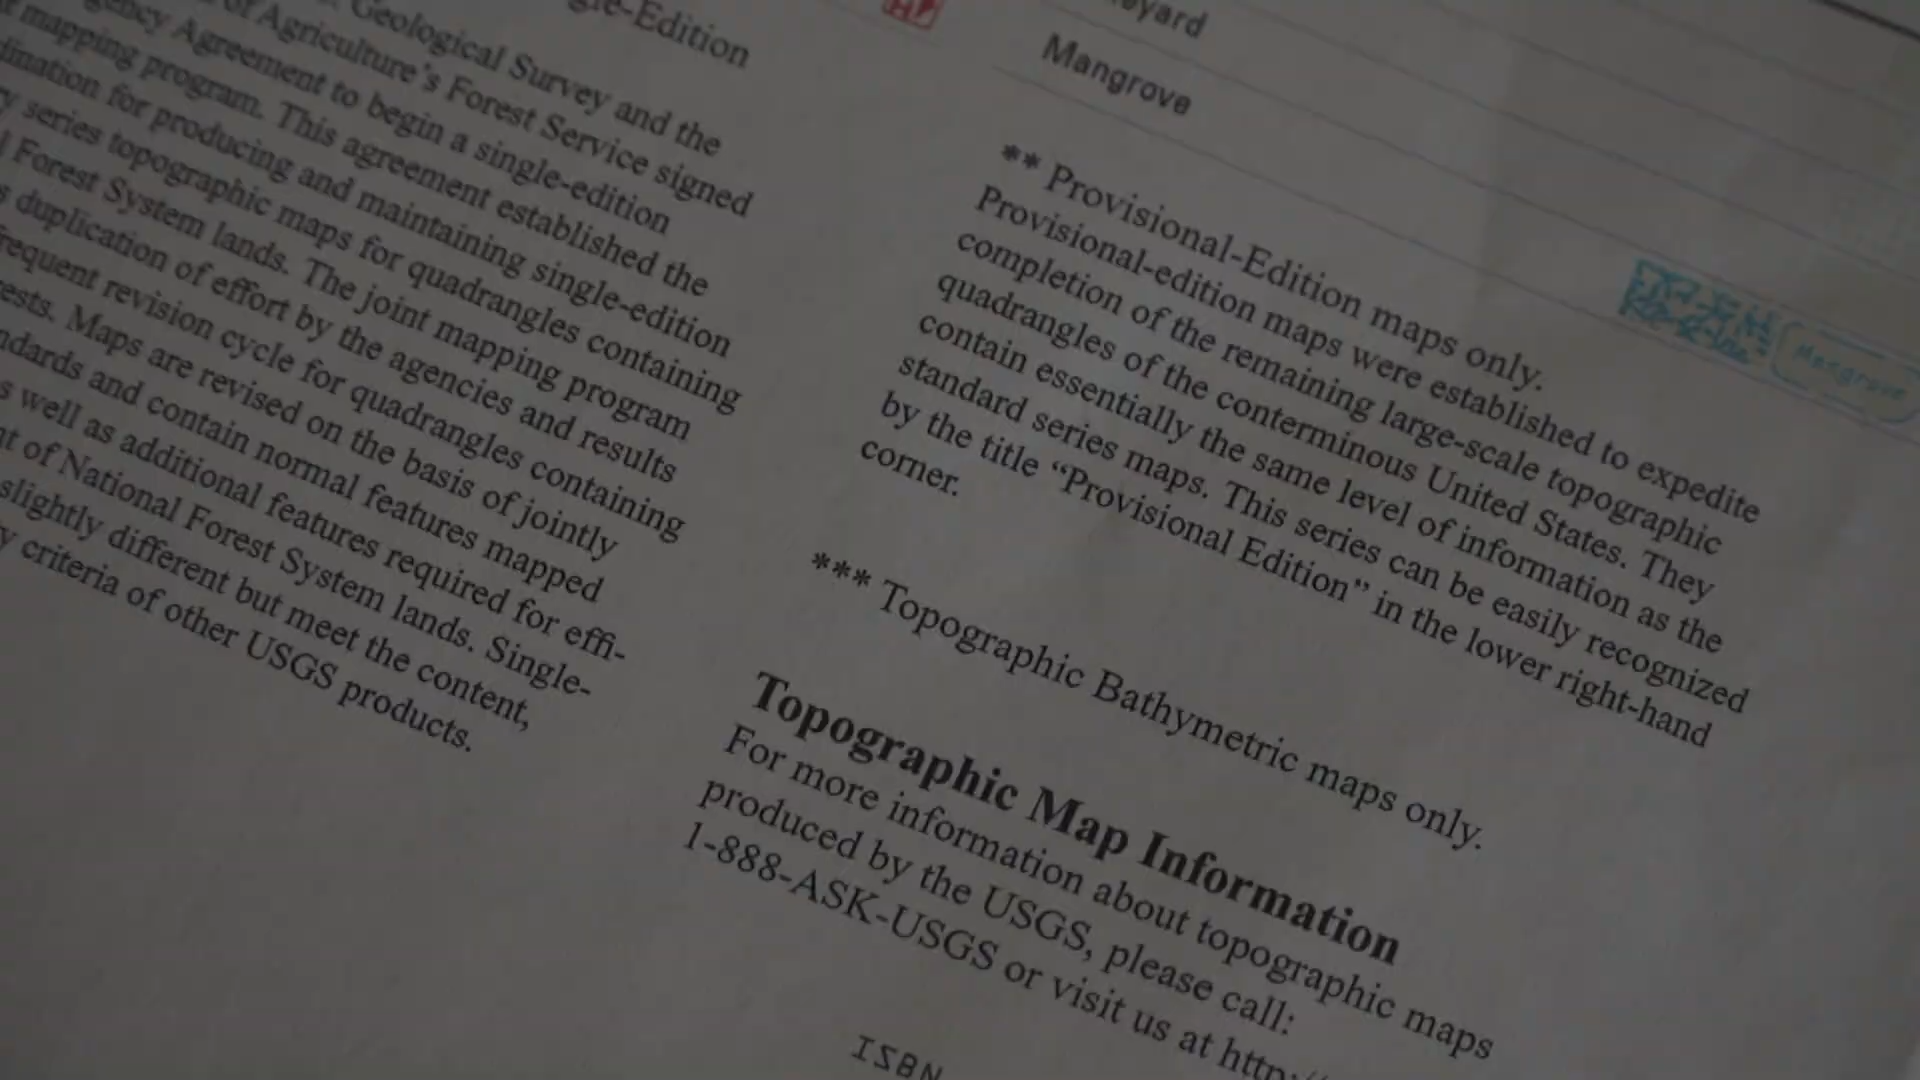 Single-Edition
Geological Survey and the
of Agriculture's Forest Service signed
Agreement to begin a single-edition
mapping program. This agreement established the
for producing and maintaining single-edition
series topographic maps for quadrangles containing
Forest System lands. The joint mapping program
duplication of effort by the agencies and results
frequent revision cycle for quadrangles containing
Maps are revised on the basis of jointly
and contain normal features mapped
well as additional features required for effi-
of National Forest System lands. Single-
slightly different but meet the content,
criteria of other USGS products.
Mangrove
Mangrove
** Provisional-Edition maps only.
Provisional-edition maps were established to expedite
completion of the remaining large-scale topographic
quadrangles of the conterminous United States. They
contain essentially the same level of information as the
standard series maps. This series can be easily recognized
by the title “Provisional Edition” in the lower right-hand
corner.
*** Topographic Bathymetric maps only.
Topographic Map Information
For more information about topographic maps
produced by the USGS, please call:
1-888-ASK-USGS or visit us at http:/
ISBN